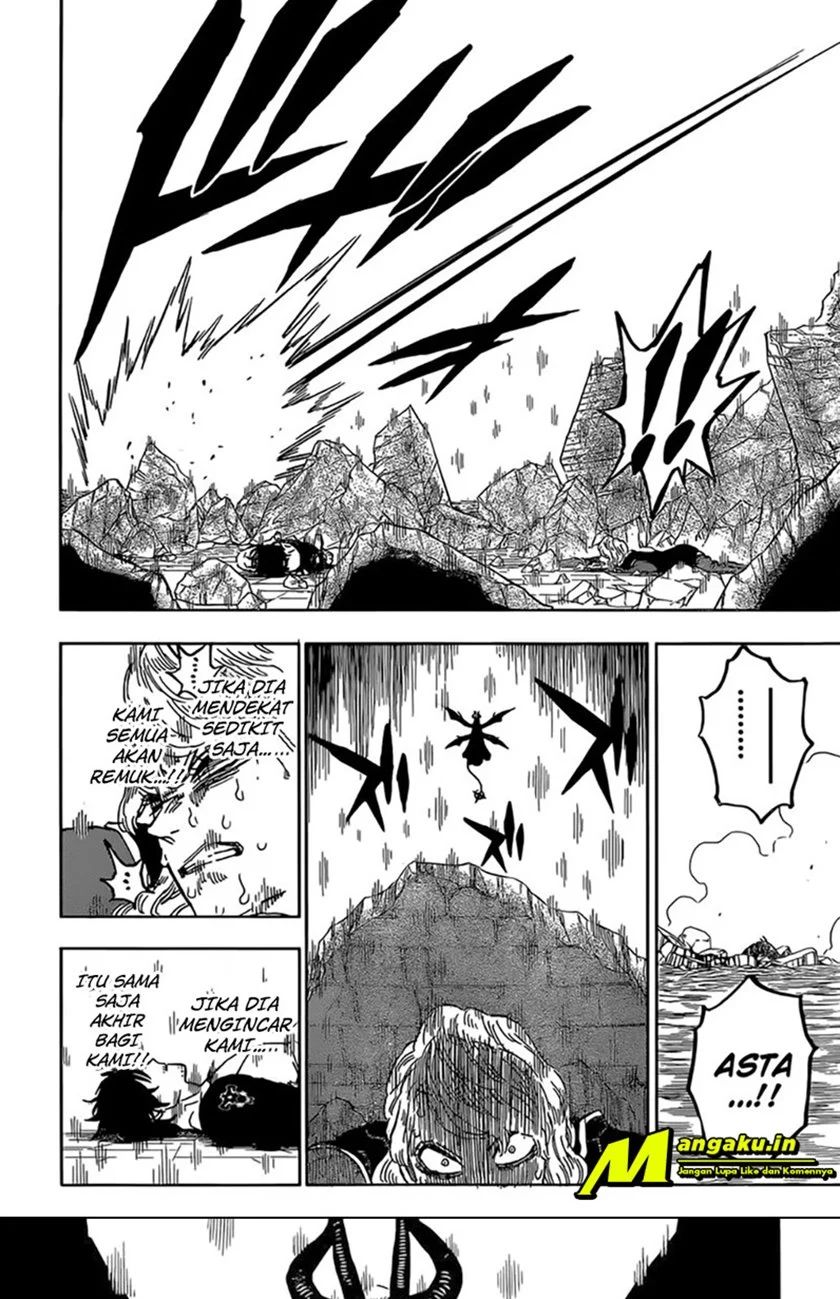 !!
..... —
ASTA
...!!
JIKA DIA
MENDEKAT
SEDIKIT
SAJA......
KAMI
SEMUA
AKAN
REMUK...!!
JIKA DIA
MENGINCAR
KAMI.....
ITU SAMA
SAJA
AKHIR
BAGI
KAMI!!
Mangaku.in
Jangan Lupa Like dan Komennya